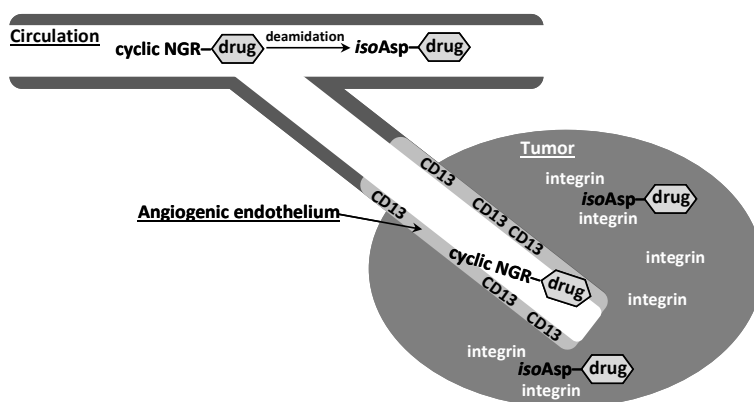 Circulation
cyclic NGR drug deamidation isoAsp drug
Tumor
CD13
integrin
isoAsp drug
integrin
CD13
Angiogenic endothelium
CD13
CD13
cyclic NGR drug
integrin
CD13
integrin
CD13
integrin
isoAsp drug
integrin